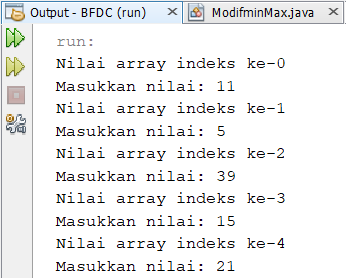 Output - BFDC (run)
ModifminMax.java
run:
Nilai array indeks ke-0
Masukkan nilai: 11
Nilai array indeks ke-1
Masukkan nilai: 5
Nilai array indeks ke-2
Masukkan nilai: 39
Nilai array indeks ke-3
Masukkan nilai: 15
Nilai array indeks ke-4
Masukkan nilai: 21